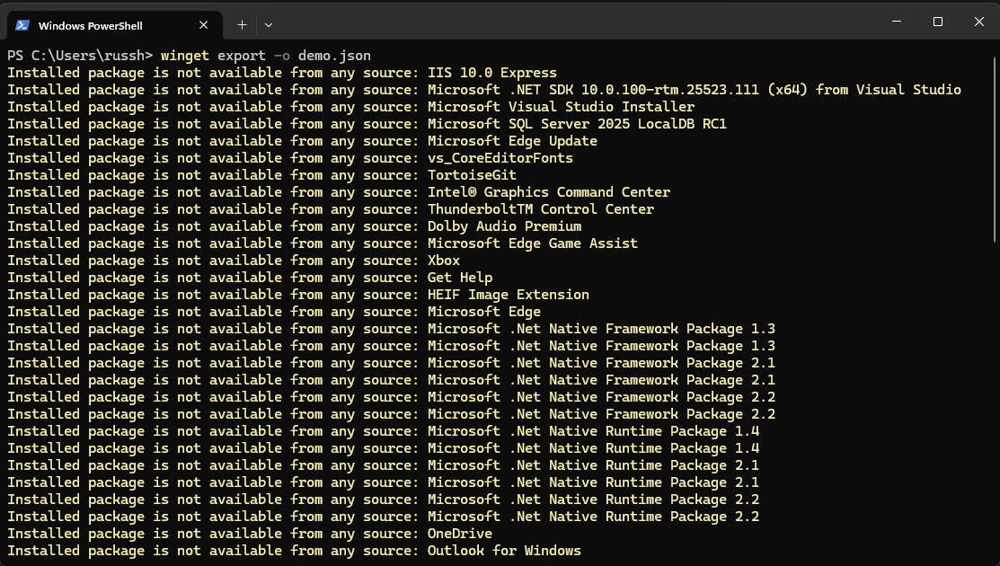 Windows PowerShell
PS C:\Users\russh> winget export -o demo.json
Installed package is not available from any source: IIS 10.0 Express
Installed package is not available from any source: Microsoft .NET SDK 10.0.100-rtm.25523.111 (x64) from Visual Studio
Installed package is not available from any source: Microsoft Visual Studio Installer
Installed package is not available from any source: Microsoft SQL Server 2025 LocalDB RC1
Installed package is not available from any source: Microsoft Edge Update
Installed package is not available from any source: vs_CoreEditorFonts
Installed package is not available from any source: TortoiseGit
Installed package is not available from any source: Intel® Graphics Command Center
Installed package is not available from any source: ThunderboltTM Control Center
Installed package is not available from any source: Dolby Audio Premium
Installed package is not available from any source: Microsoft Edge Game Assist
Installed package is not available from any source: Xbox
Installed package is not available from any source: Get Help
Installed package is not available from any source: HEIF Image Extension
Installed package is not available from any source: Microsoft Edge
Installed package is not available from any source: Microsoft .Net Native Framework Package 1.3
Installed package is not available from any source: Microsoft .Net Native Framework Package 1.3
Installed package is not available from any source: Microsoft .Net Native Framework Package 2.1
Installed package is not available from any source: Microsoft .Net Native Framework Package 2.1
Installed package is not available from any source: Microsoft .Net Native Framework Package 2.2
Installed package is not available from any source: Microsoft .Net Native Framework Package 2.2
Installed package is not available from any source: Microsoft .Net Native Runtime Package 1.4
Installed package is not available from any source: Microsoft .Net Native Runtime Package 1.4
Installed package is not available from any source: Microsoft .Net Native Runtime Package 2.1
Installed package is not available from any source: Microsoft .Net Native Runtime Package 2.1
Installed package is not available from any source: Microsoft .Net Native Runtime Package 2.2
Installed package is not available from any source: Microsoft .Net Native Runtime Package 2.2
Installed package is not available from any source: OneDrive
Installed package is not available from any source: Outlook for Windows